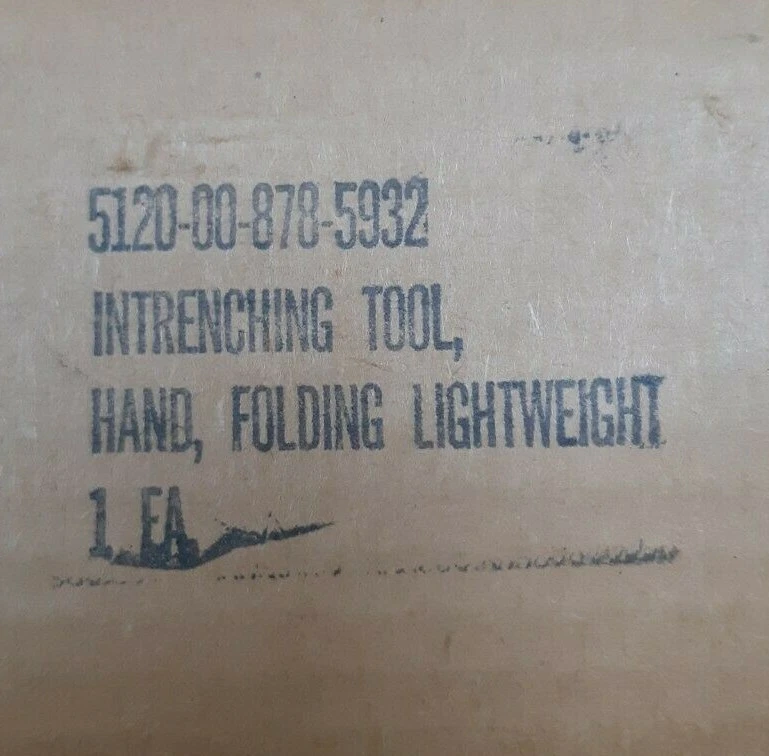 5120-00-878-5932
INTRENCHING TOOL,
HAND, FOLDING LIGHTWEIGHT
1 EA